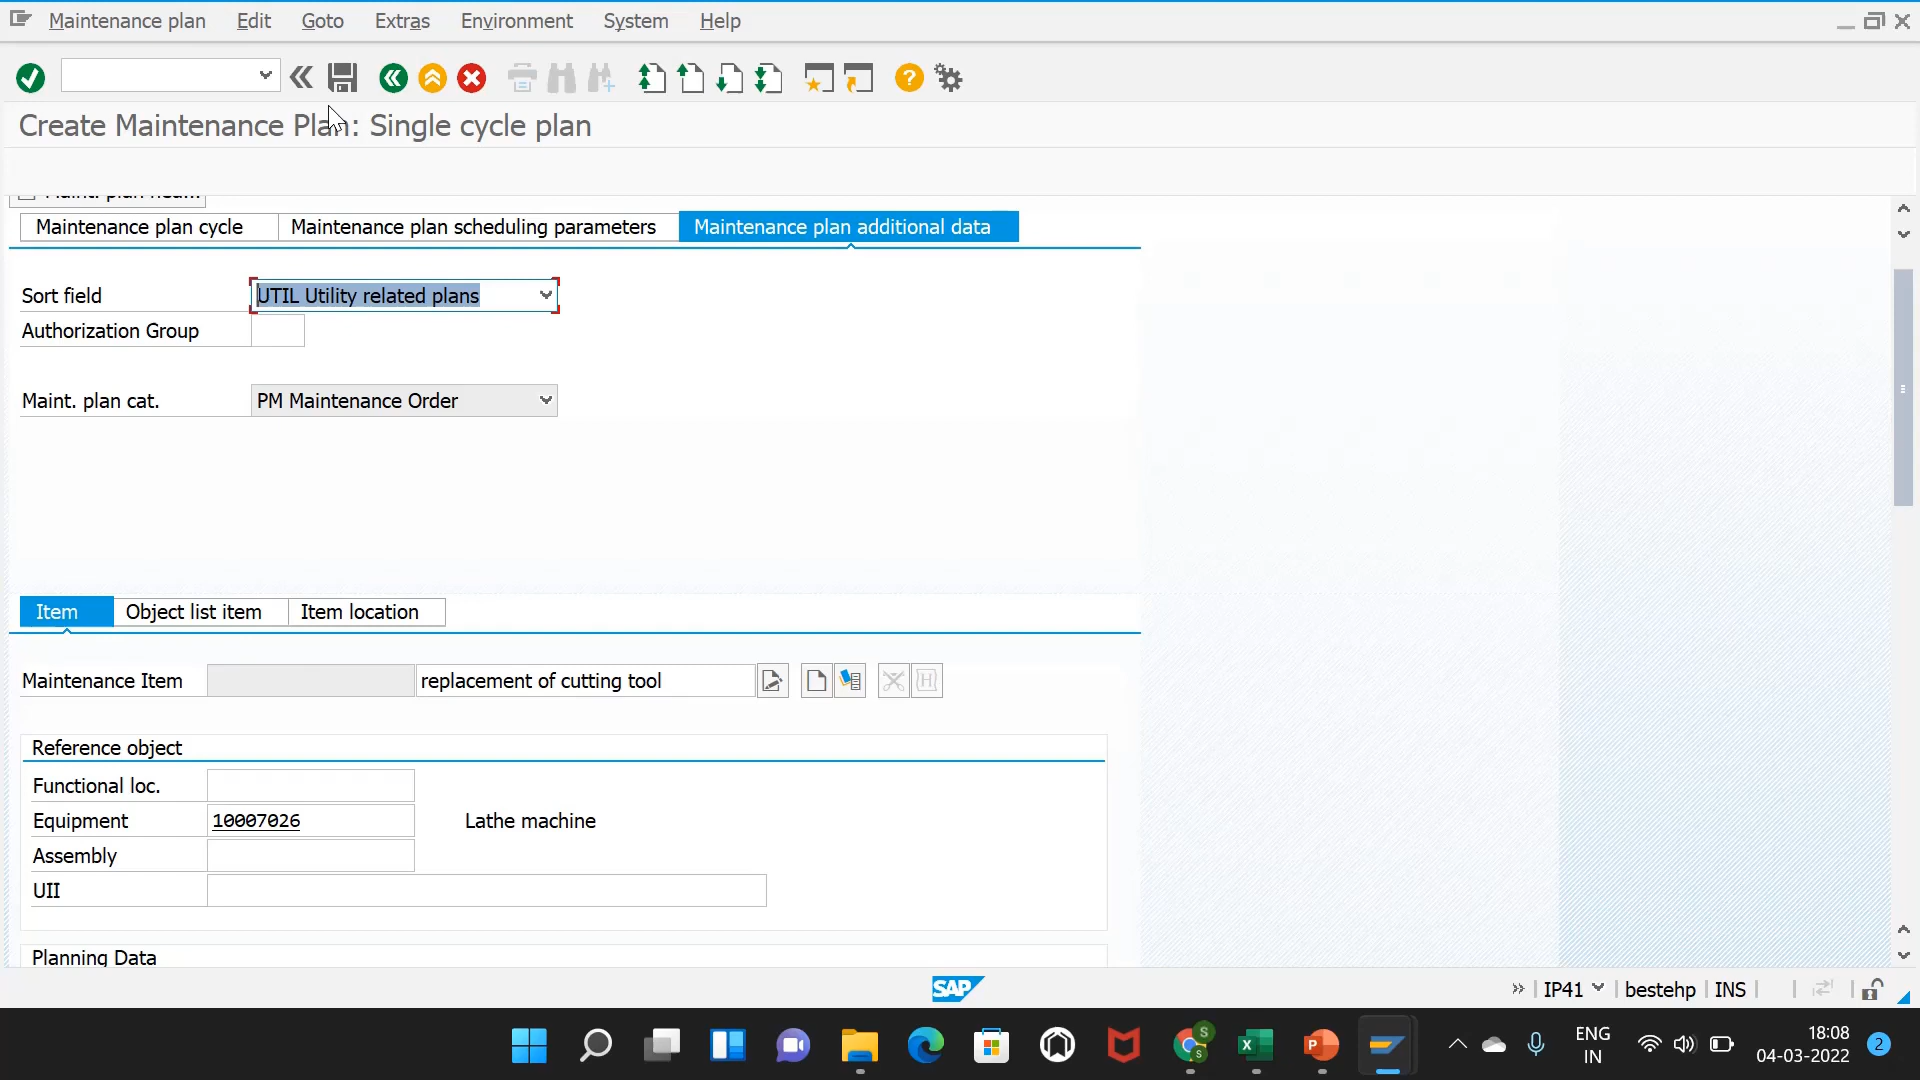 Maintenance plan Edit Goto Extras Environment System Help
Create Maintenance Plan: Single cycle plan
Maintenance plan cycle Maintenance plan scheduling parameters Maintenance plan additional data
Sort field UTIL Utility related plans
Authorization Group
Maint. plan cat. PM Maintenance Order
Item Object list item Item location
Maintenance Item replacement of cutting tool
Reference object
Functional loc.
Equipment 10007026 Lathe machine
Assembly
UII
Planning Data
SAP IP41 bestehp INS
ENG 18:08
IN 04-03-2022 2